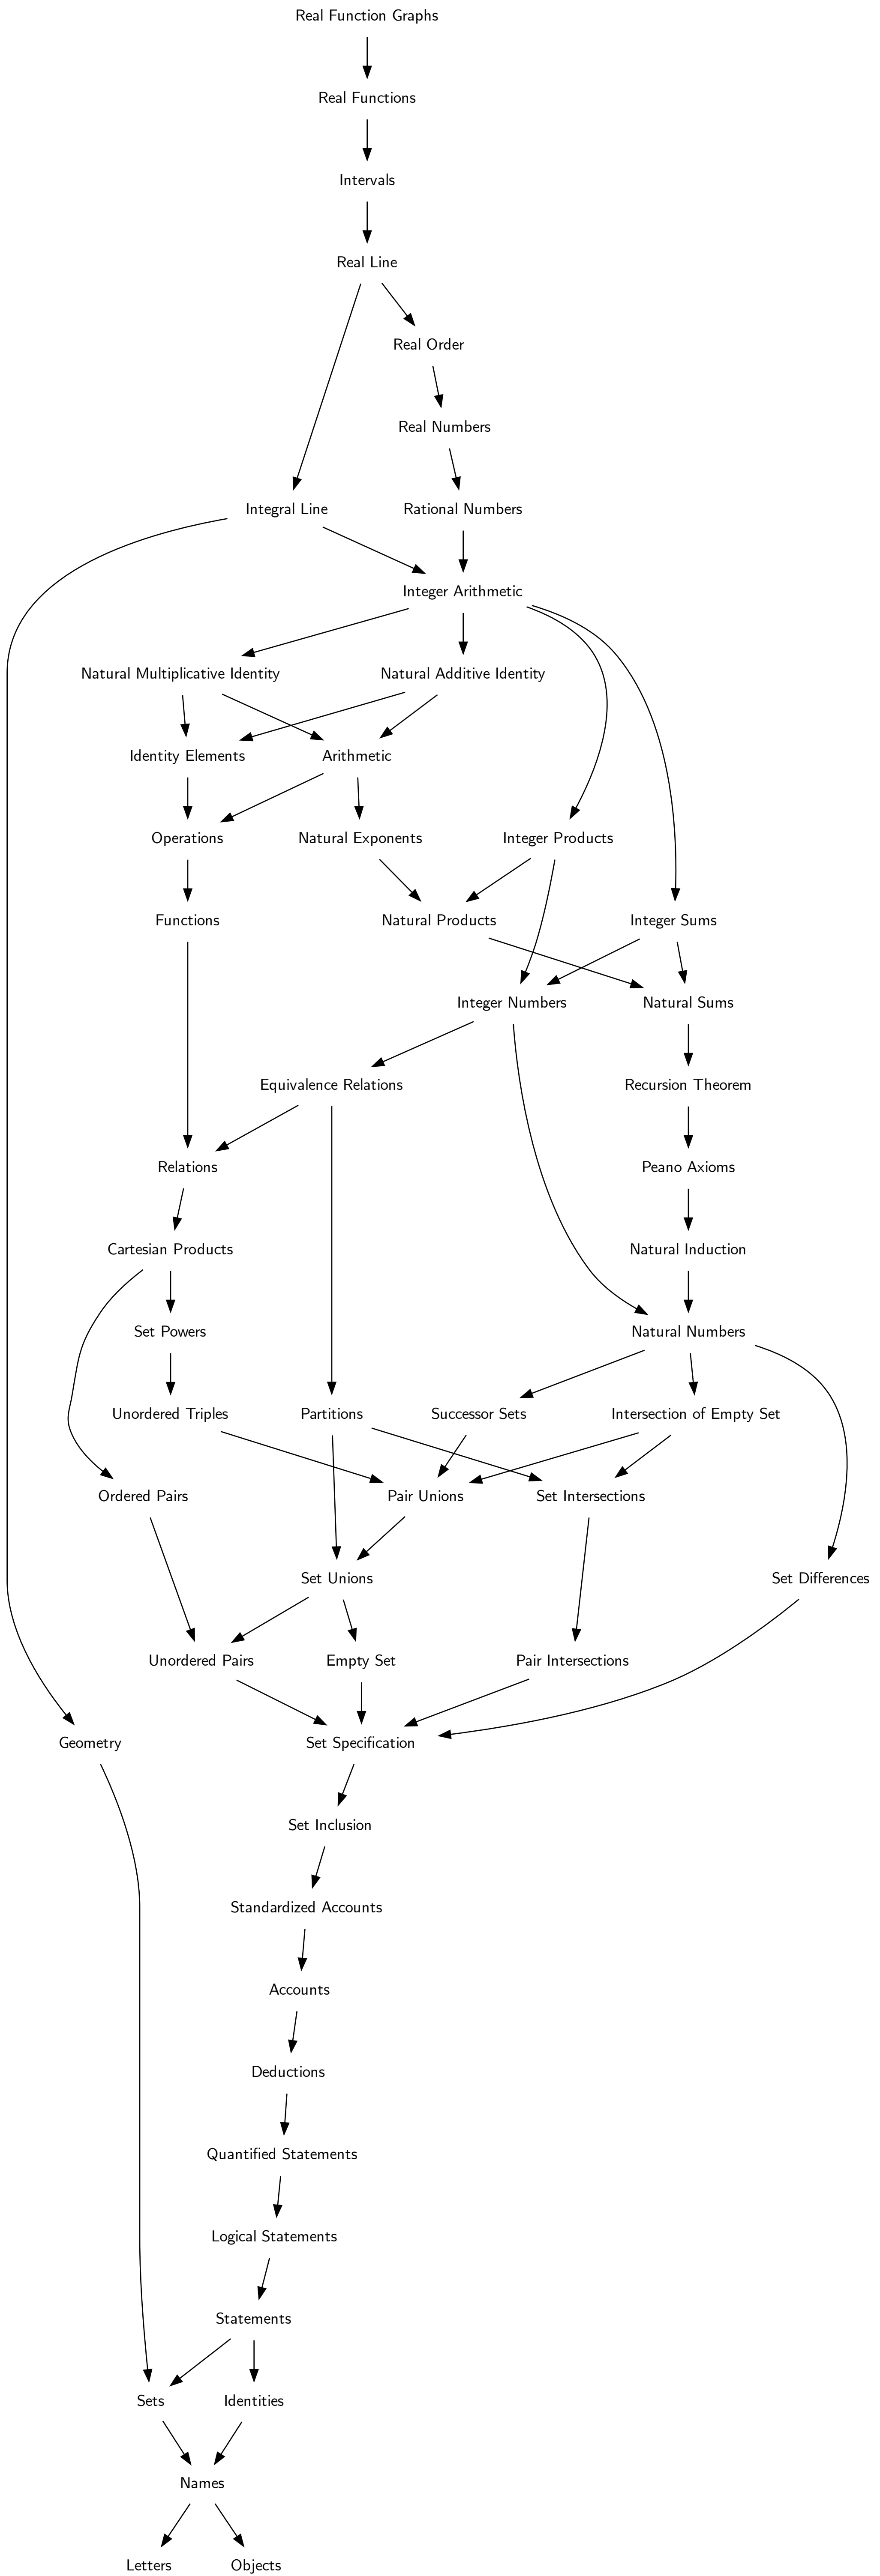 Real Function Graphs
Real Functions
Intervals
Real Line
Real Order
Real Numbers
Integral Line
Rational Numbers
Integer Arithmetic
Natural Multiplicative Identity
Natural Additive Identity
Identity Elements
Arithmetic
Operations
Natural Exponents
Integer Products
Functions
Natural Products
Integer Sums
Integer Numbers
Natural Sums
Equivalence Relations
Recursion Theorem
Relations
Peano Axioms
Cartesian Products
Natural Induction
Set Powers
Natural Numbers
Unordered Triples
Partitions
Successor Sets
Intersection of Empty Set
Ordered Pairs
Pair Unions
Set Intersections
Set Unions
Set Differences
Unordered Pairs
Empty Set
Pair Intersections
Geometry
Set Specification
Set Inclusion
Standardized Accounts
Accounts
Deductions
Quantified Statements
Logical Statements
Statements
Sets
Identities
Names
Letters
Objects